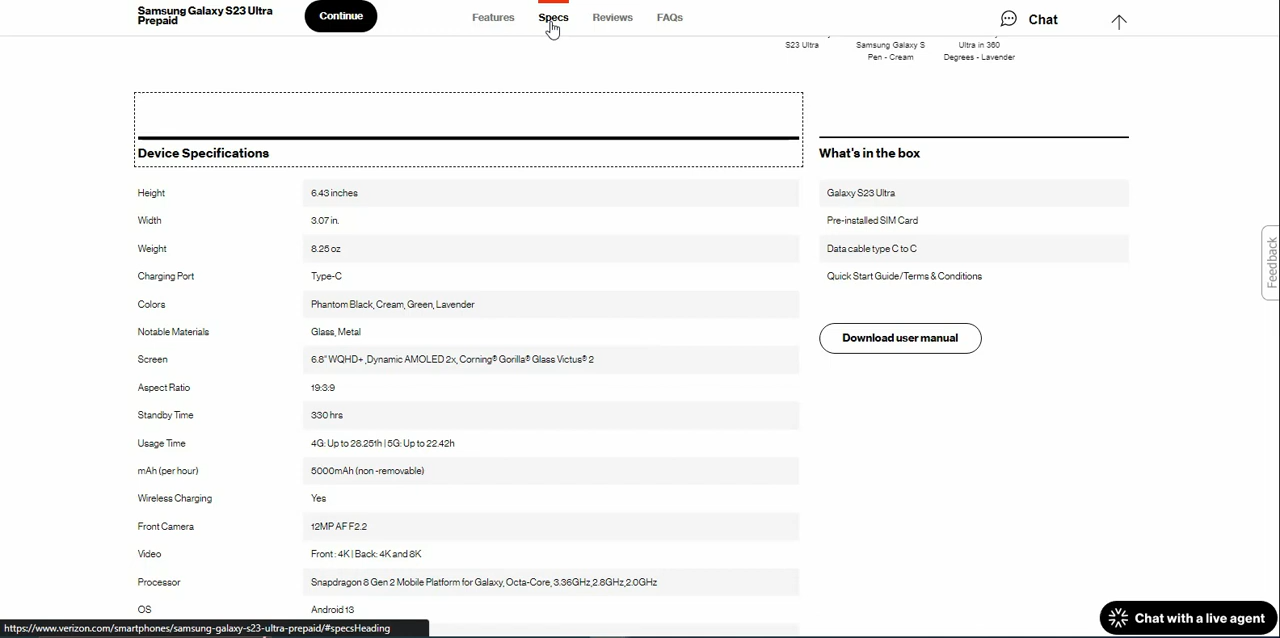 Samsung Galaxy S23 Ultra
Prepaid
Continue
Features
Specs
Reviews
FAQs
Chat
S23 Ultra
Samsung Galaxy S
Pen - Cream
Ultra in 360
Degrees - Lavender
Device Specifications
Height 6.43 inches
Width 3.07 in.
Weight 8.25 oz
Charging Port Type-C
Colors Phantom Black, Cream, Green, Lavender
Notable Materials Glass, Metal
Screen 6.8" WQHD+ ,Dynamic AMOLED 2x, Corning® Gorilla® Glass Victus® 2
Aspect Ratio 19:3:9
Standby Time 330 hrs
Usage Time 4G: Up to 28.25th | 5G: Up to 22.42h
mAh (per hour) 5000mAh (non -removable)
Wireless Charging Yes
Front Camera 12MP AF F2.2
Video Front : 4K | Back: 4K and 8K
Processor Snapdragon 8 Gen 2 Mobile Platform for Galaxy, Octa-Core, 3.36GHz,2.8GHz,2.0GHz
OS Android 13
What's in the box
Galaxy S23 Ultra
Pre-installed SIM Card
Data cable type C to C
Quick Start Guide/Terms & Conditions
Download user manual
Feedback
Chat with a live agent
https://www.verizon.com/smartphones/samsung-galaxy-s23-ultra-prepaid/#specsHeading